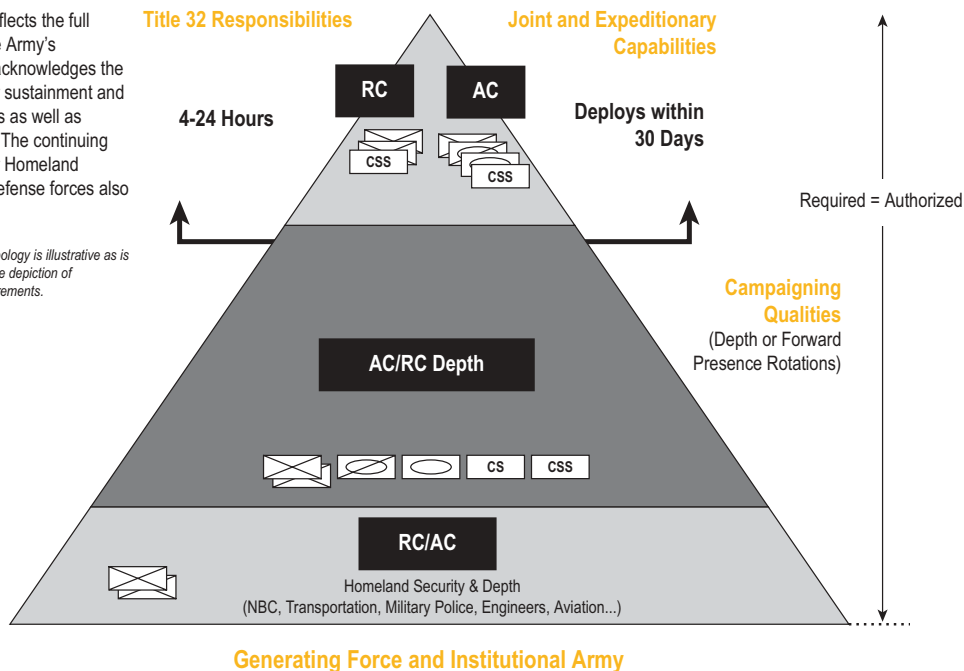 flects the full
Army's
acknowledges the
sustainment and
s as well as
The continuing
Homeland
efense forces also
ology is illustrative as is
e depiction of
rements.
Title 32 Responsibilities
Joint and Expeditionary
Capabilities
RC
AC
4-24 Hours
Deploys within
30 Days
CSS
CSS
Required = Authorized
Campaigning
Qualities
(Depth or Forward
Presence Rotations)
AC/RC Depth
CS
CSS
RC/AC
Homeland Security & Depth
(NBC, Transportation, Military Police, Engineers, Aviation...)
Generating Force and Institutional Army